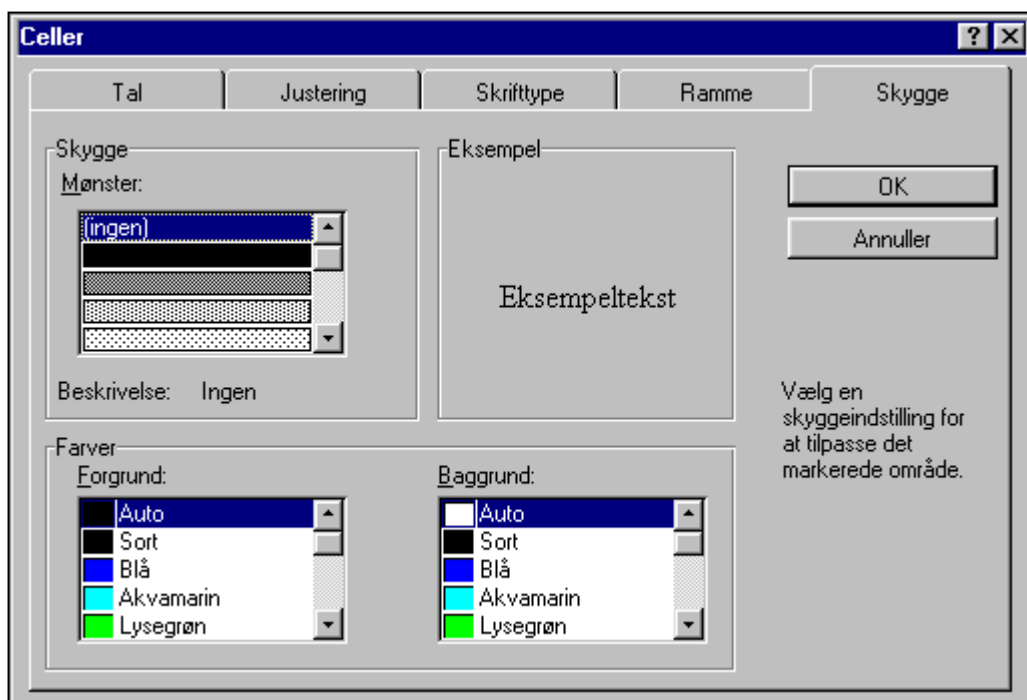 Celler
Tal
Justering
Skrifttype
Ramme
Skygge
Skygge
Mønster:
(ingen)
Beskrivelse: Ingen
Eksempel
Eksempeltekst
OK
Annuller
Vælg en
skyggeindstilling for
at tilpasse det
markerede område.
Farver
Forgrund:
Auto
Sort
Blå
Akvamarin
Lysegrøn
Baggrund:
Auto
Sort
Blå
Akvamarin
Lysegrøn